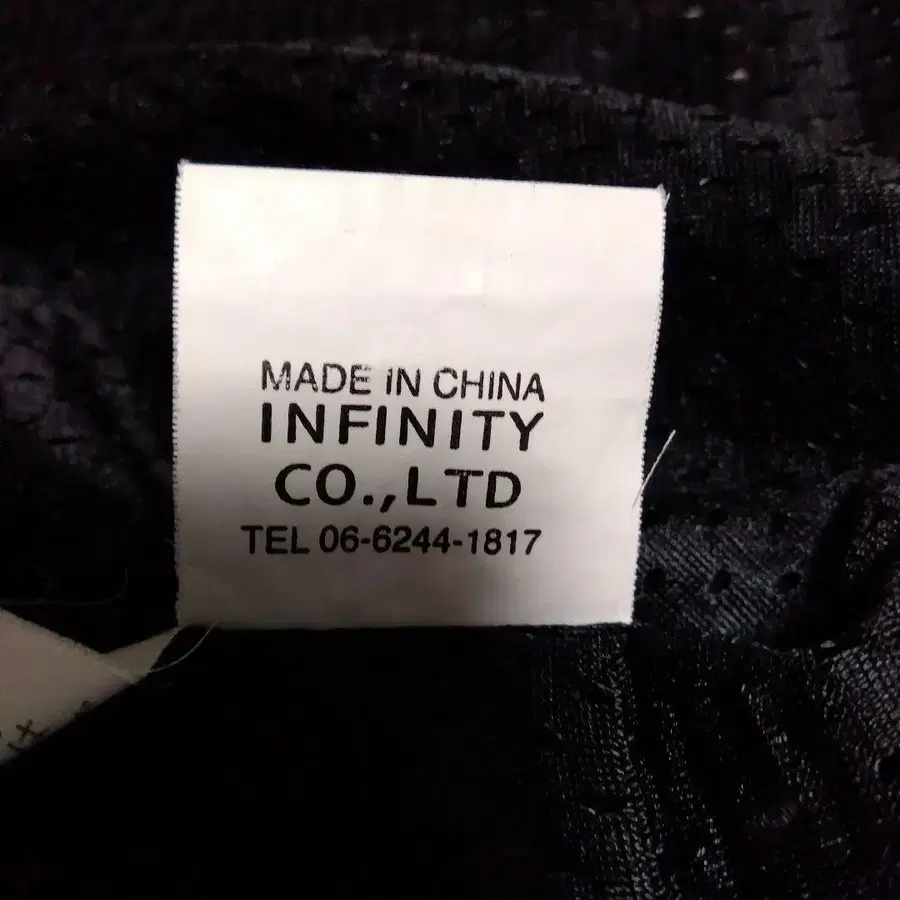 MADE IN CHINA
INFINITY
CO.,LTD
TEL 06-6244-1817